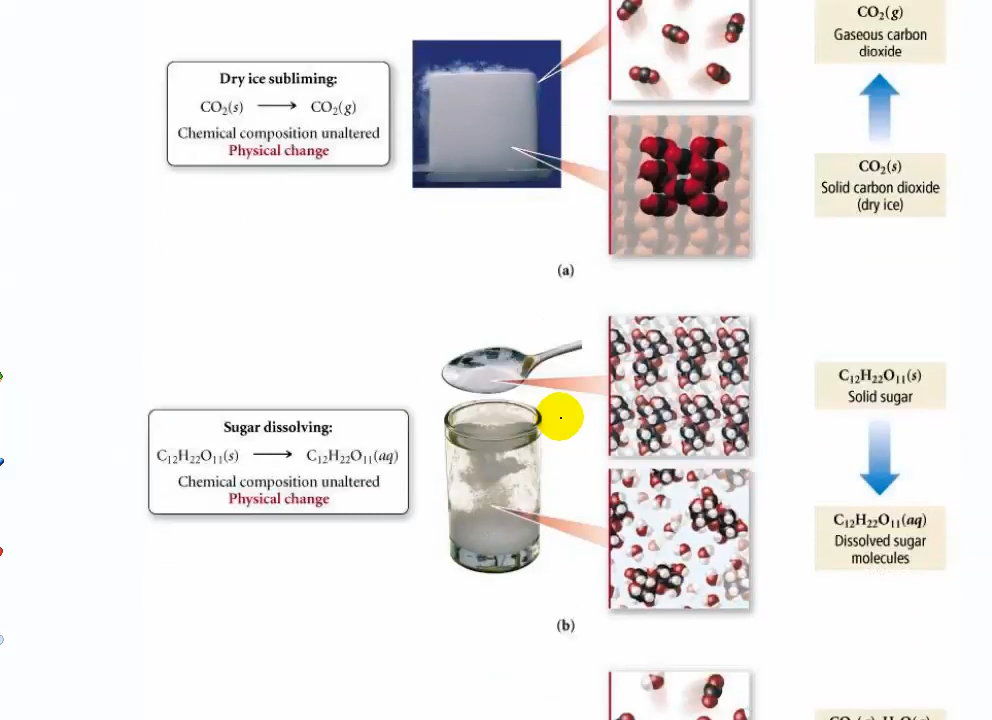 CO₂(g)
Gaseous carbon
dioxide
Dry ice subliming:
CO₂(s) ⟶ CO₂(g)
Chemical composition unaltered
Physical change
CO₂(s)
Solid carbon dioxide
(dry ice)
(a)
C₁₂H₂₂O₁₁(s)
Solid sugar
Sugar dissolving:
C₁₂H₂₂O₁₁(s) ⟶ C₁₂H₂₂O₁₁(aq)
Chemical composition unaltered
Physical change
C₁₂H₂₂O₁₁(aq)
Dissolved sugar
molecules
(b)